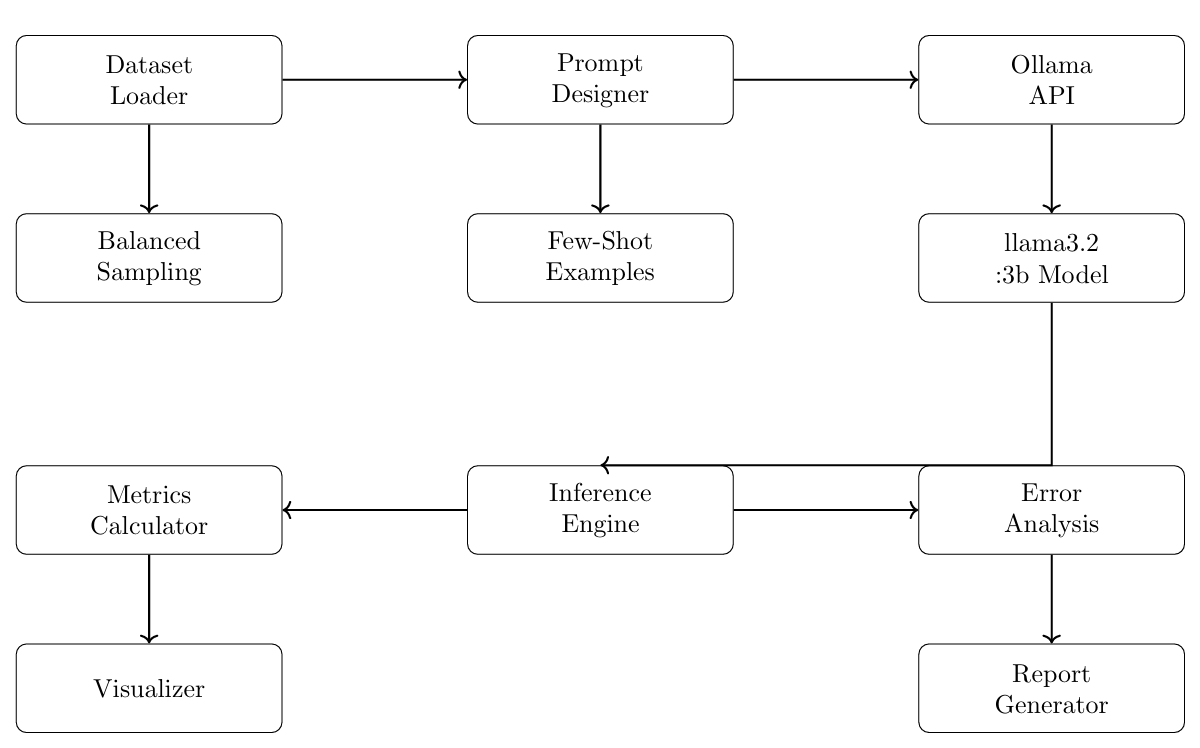 Dataset
Loader
Prompt
Designer
Ollama
API
Balanced
Sampling
Few-Shot
Examples
llama3.2
:3b Model
Metrics
Calculator
Inference
Engine
Error
Analysis
Visualizer
Report
Generator